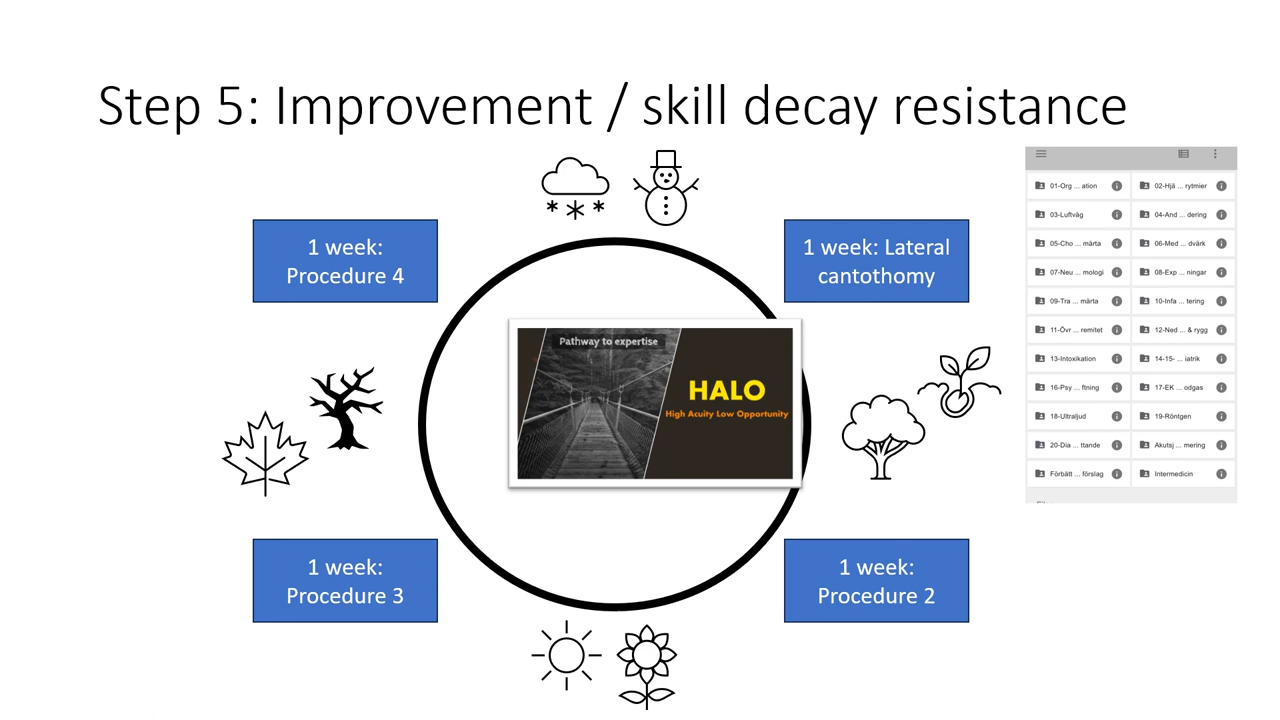 Step 5: Improvement / skill decay resistance
1 week:
Procedure 4
1 week: Lateral
cantothomy
Pathway to expertise
HALO
High Acuity Low Opportunity
1 week:
Procedure 3
1 week:
Procedure 2
01-Org ... ation
02-Hjä ... rytmier
03-Luftväg
04-And ... dering
05-Cho ... märta
06-Med ... dvärk
07-Neu ... mologi
08-Exp ... ningar
09-Tra ... märta
10-Infa ... tering
11-Övr ... remitet
12-Ned ... & rygg
13-Intoxikation
14-15- ... iatrik
16-Psy ... ftning
17-EK ... odgas
18-Ultraljud
19-Röntgen
20-Dia ... ttande
Akutsj ... mering
Förbätt ... förslag
Intermedicin